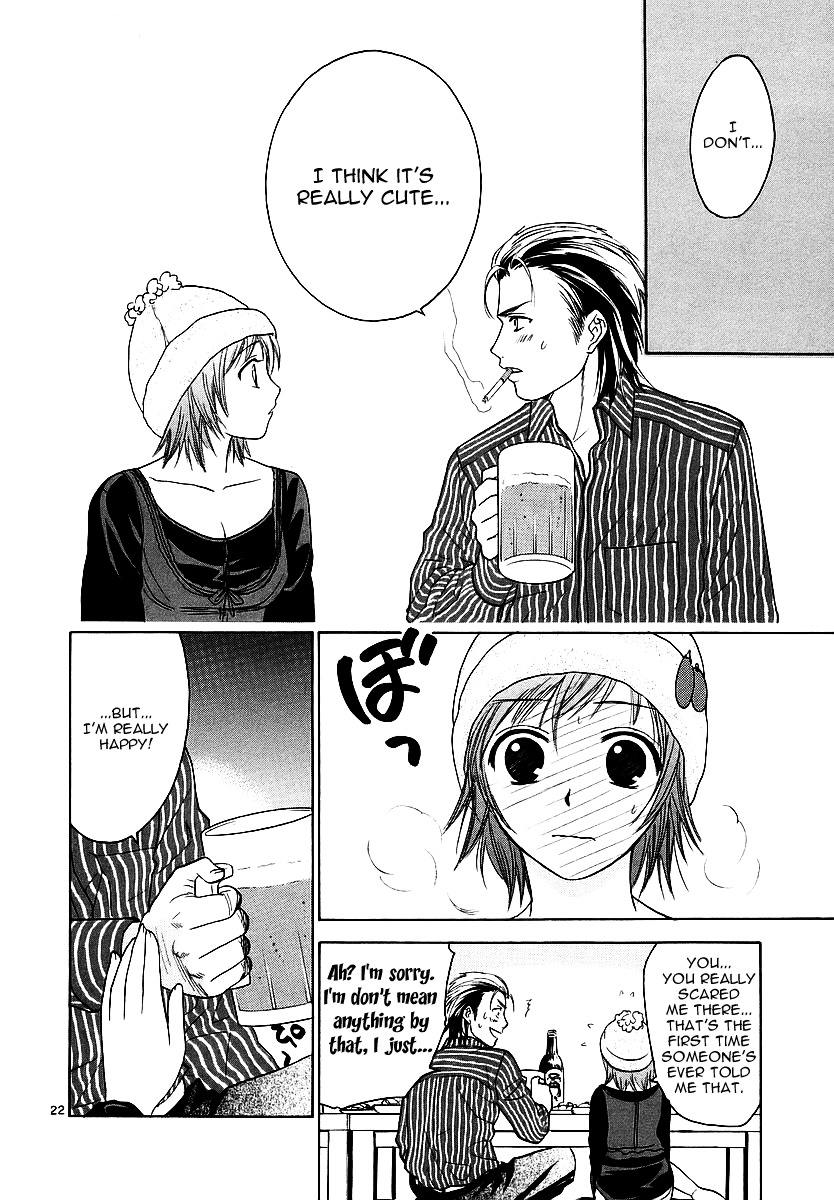 I
DON'T...
I THINK IT'S
REALLY CUTE...
ぼっ
YOU...
YOU REALLY
SCARED
ME THERE...
THAT'S THE
FIRST TIME
SOMEONE'S
EVER TOLD
ME THAT.
Ah? I'm sorry.
I'm don't mean
anything by
that, I just...
...BUT...
I'M REALLY
HAPPY!
22